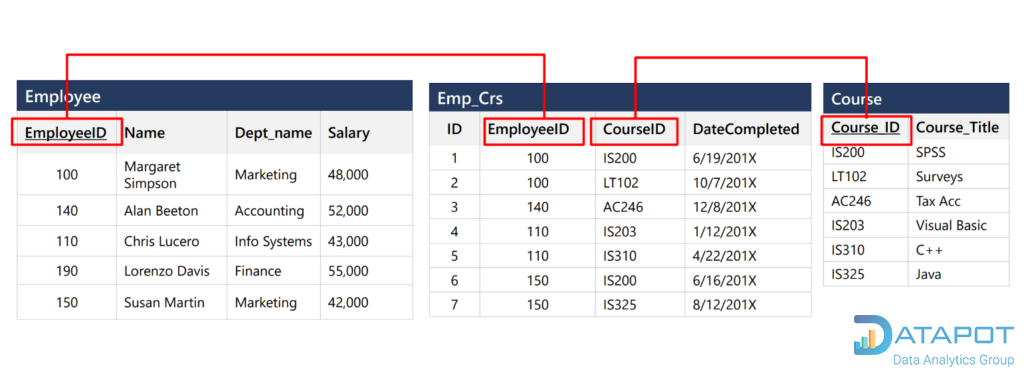 Employee
EmployeeID Name Dept_name Salary
100 Margaret Simpson Marketing 48,000
140 Alan Beeton Accounting 52,000
110 Chris Lucero Info Systems 43,000
190 Lorenzo Davis Finance 55,000
150 Susan Martin Marketing 42,000
Emp_Crs
ID EmployeeID CourseID DateCompleted
1 100 IS200 6/19/201X
2 100 LT102 10/7/201X
3 140 AC246 12/8/201X
4 110 IS203 1/12/201X
5 110 IS310 4/22/201X
6 150 IS200 6/16/201X
7 150 IS325 8/12/201X
Course
Course_ID Course_Title
IS200 SPSS
LT102 Surveys
AC246 Tax Acc
IS203 Visual Basic
IS310 C++
IS325 Java
DATAPOT
Data Analytics Group